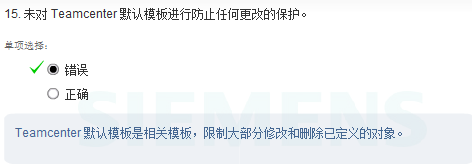 15. 未对 Teamcenter 默认模板进行防止任何更改的保护。
单项选择:
错误
正确
SIEMENS
Teamcenter 默认模板是相关模板，限制大部分修改和删除已定义的对象。